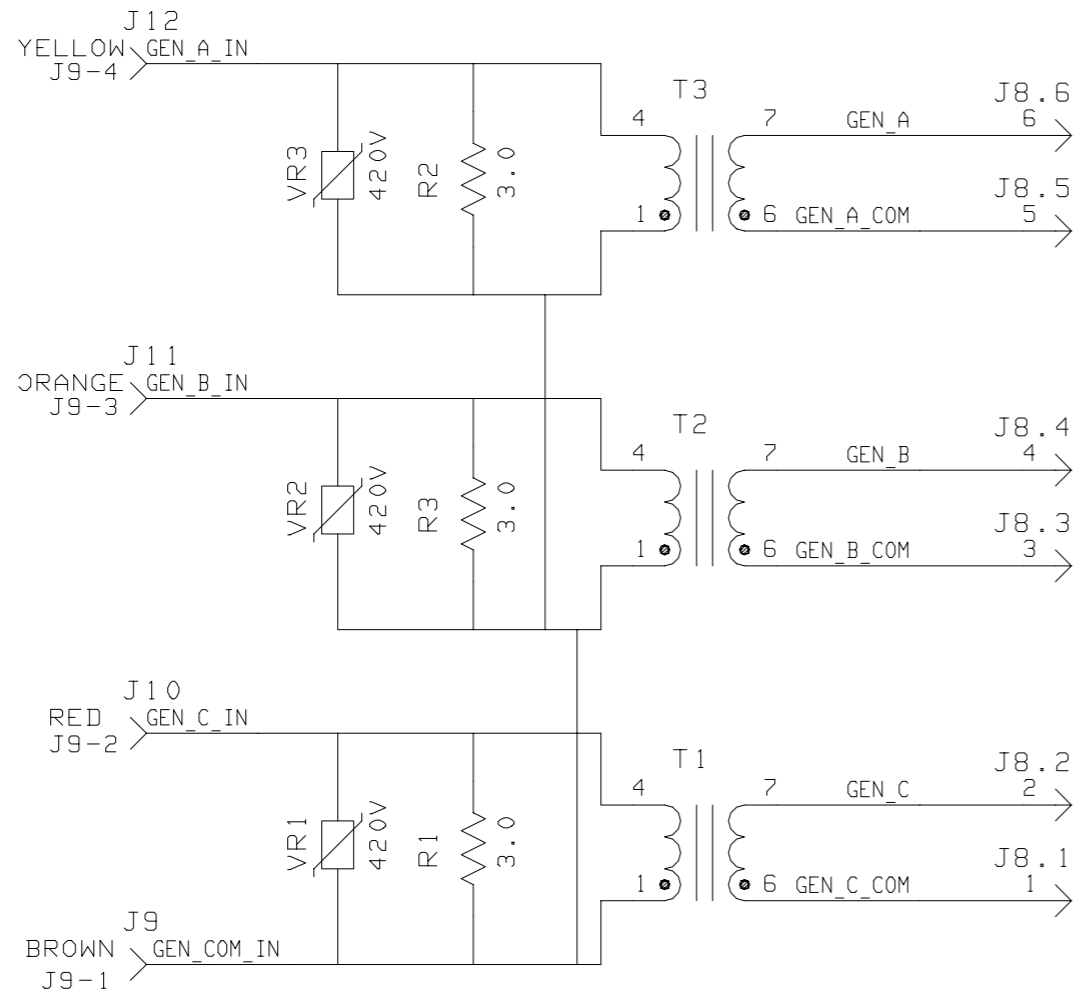 J12
YELLOW GEN_A_IN
J9-4
VR3
420V
R2
3.0
T3
4
1
7 GEN_A
6 GEN_A_COM
J8.6
6
J8.5
5
J11
ORANGE GEN_B_IN
J9-3
VR2
420V
R3
3.0
T2
4
1
7 GEN_B
6 GEN_B_COM
J8.4
4
J8.3
3
J10
RED GEN_C_IN
J9-2
VR1
420V
R1
3.0
T1
4
1
7 GEN_C
6 GEN_C_COM
J8.2
2
J8.1
1
J9
BROWN GEN_COM_IN
J9-1